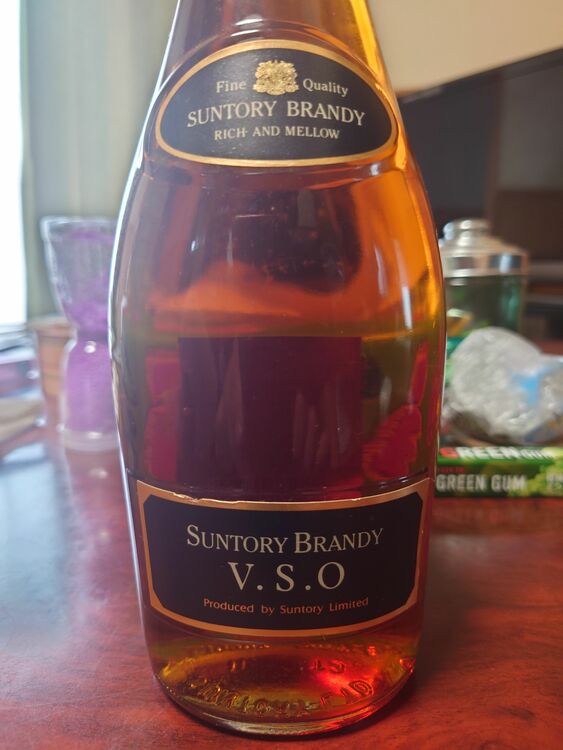 Fine Quality
SUNTORY BRANDY
RICH AND MELLOW
SUNTORY BRANDY
V.S.O
Produced by Suntory Limited
GREEN GUM